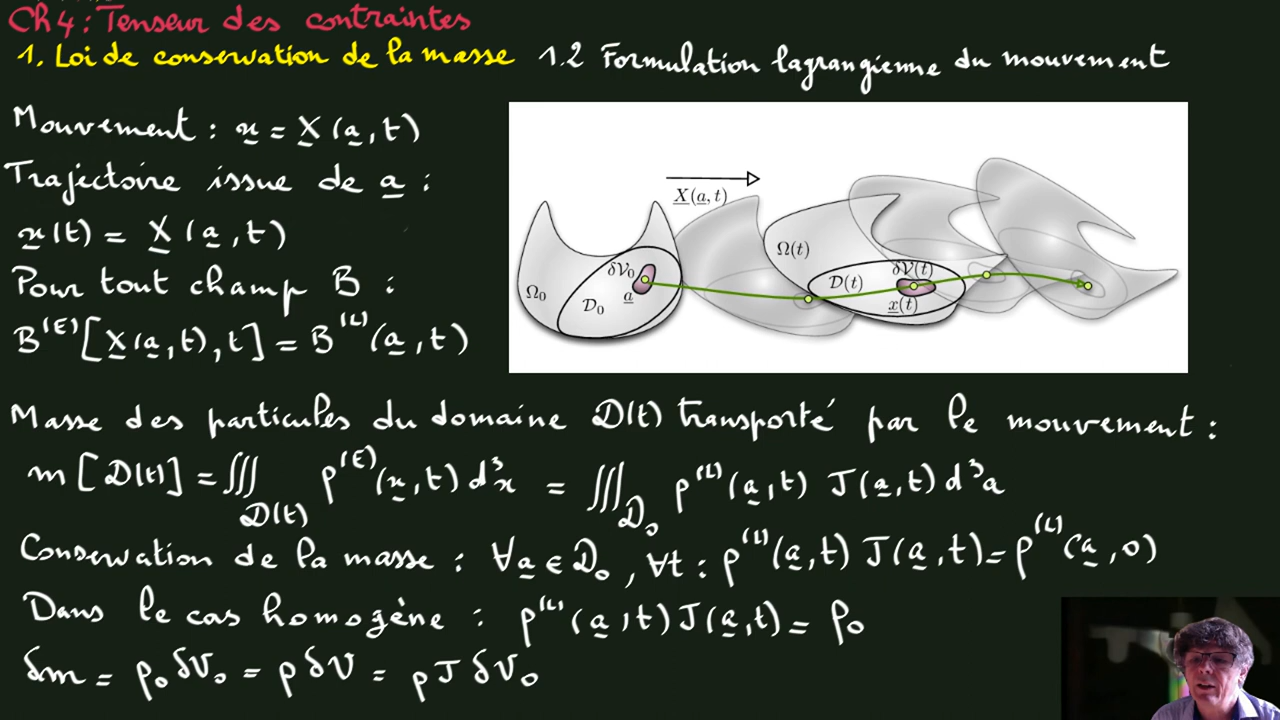 Ch4 : Tenseur des contraintes
1. Loi de conservation de la masse 1.2 Formulation lagrangienne du mouvement
Mouvement : x̲ = X̲(a̲, t)
Trajectoire issue de a̲ :
x̲(t) = X̲(a̲, t)
Pour tout champ B :
B⁽ᴱ⁾[X̲(a̲, t), t] = B⁽ᴸ⁾(a̲, t)
X̲(a̲, t)
Ω₀
D₀
δV₀
a̲
Ω(t)
D(t)
δV(t)
x̲(t)
Masse des particules du domaine D(t) transporté par le mouvement :
m[D(t)] = ∭_D(t) ρ⁽ᴱ⁾(x̲, t) d³x = ∭_D₀ ρ⁽ᴸ⁾(a̲, t) J(a̲, t) d³a
Conservation de la masse : ∀a̲ ∈ D₀, ∀t : ρ⁽ᴸ⁾(a̲, t) J(a̲, t) = ρ⁽ᴸ⁾(a̲, 0)
Dans le cas homogène : ρ⁽ᴸ⁾(a̲, t) J(a̲, t) = ρ₀
δm = ρ₀ δV₀ = ρ δV = ρ J δV₀